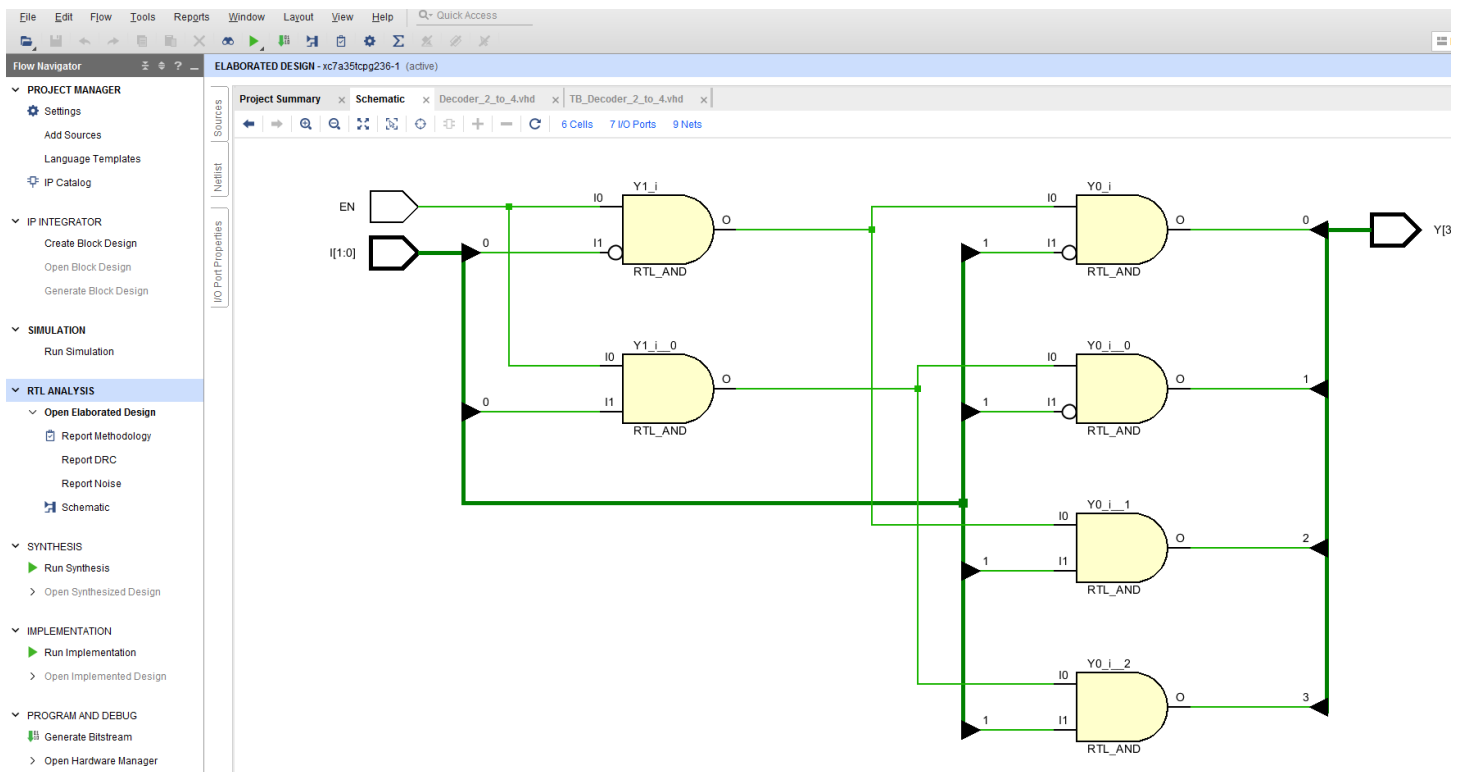 File Edit Flow Tools Reports Window Layout View Help Quick Access
Flow Navigator ? ELABORATED DESIGN - xc7a35tcpg236-1 (active)
PROJECT MANAGER
Settings
Add Sources
Language Templates
IP Catalog
IP INTEGRATOR
Create Block Design
Open Block Design
Generate Block Design
SIMULATION
Run Simulation
RTL ANALYSIS
Open Elaborated Design
Report Methodology
Report DRC
Report Noise
Schematic
SYNTHESIS
Run Synthesis
Open Synthesized Design
IMPLEMENTATION
Run Implementation
Open Implemented Design
PROGRAM AND DEBUG
Generate Bitstream
Open Hardware Manager
Sources
Netlist
I/O Port Properties
Project Summary × Schematic × Decoder_2_to_4.vhd × TB_Decoder_2_to_4.vhd ×
6 Cells 7 I/O Ports 9 Nets
EN
I[1:0]
0
0
Y1_i
I0
I1
O
RTL_AND
Y1_i__0
I0
I1
O
RTL_AND
1
1
1
1
Y0_i
I0
I1
O
RTL_AND
Y0_i__0
I0
I1
O
RTL_AND
Y0_i__1
I0
I1
O
RTL_AND
Y0_i__2
I0
I1
O
RTL_AND
0
1
2
3
Y[3